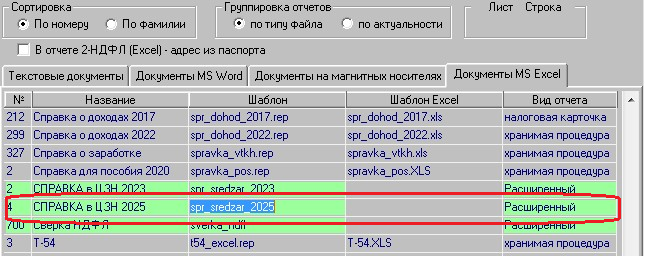 Сортировка Группировка отчетов Лист Строка
По номеру По фамилии по типу файла по актуальности
В отчете 2-НДФЛ (Excel) - адрес из паспорта
Текстовые документы Документы MS Word Документы на магнитных носителях Документы MS Excel
№ Название Шаблон Шаблон Excel Вид отчета
212 Справка о доходах 2017 spr_dohod_2017.rep spr_dohod_2017.xls налоговая карточка
299 Справка о доходах 2022 spr_dohod_2022.rep spr_dohod_2022.xls хранимая процедура
327 Справка о заработке spravka_vtkh.rep spravka_vtkh.xls хранимая процедура
2 Справка для пособия 2020 spravka_pos.rep spravka_pos.XLS хранимая процедура
2 СПРАВКА в ЦЗН 2023 spr_sredzar_2023 Расширенный
4 СПРАВКА в ЦЗН 2025 spr_sredzar_2025 Расширенный
700 Сверка НДФЛ sverka_ndfl Расширенный
3 Т-54 t54_excel.rep T-54.XLS хранимая процедура